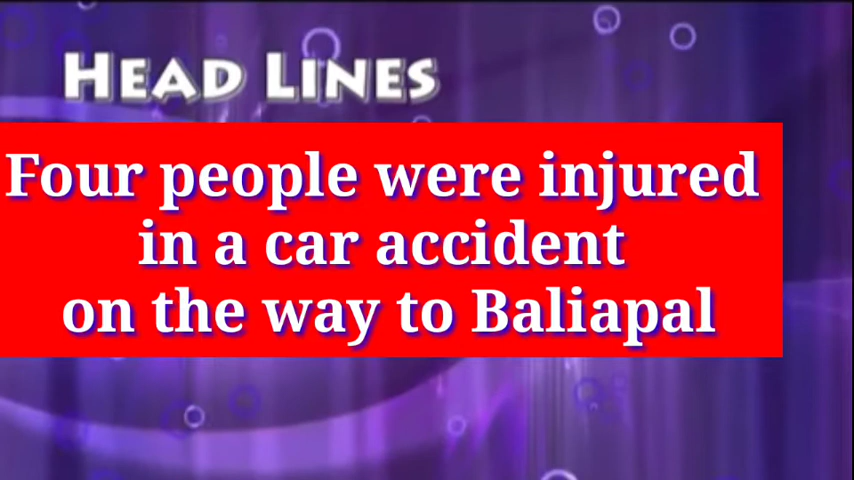 HEAD LINES
Four people were injured
in a car accident
on the way to Baliapal